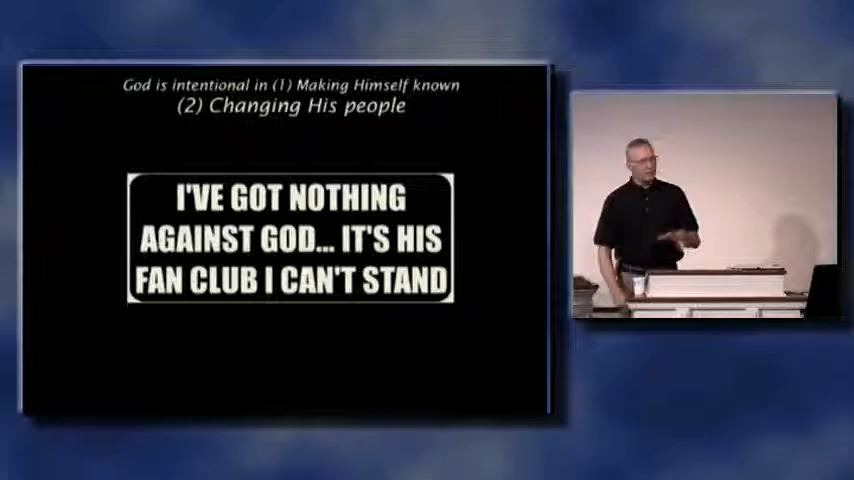 God is intentional in (1) Making Himself known
(2) Changing His people
I'VE GOT NOTHING
AGAINST GOD... IT'S HIS
FAN CLUB I CAN'T STAND